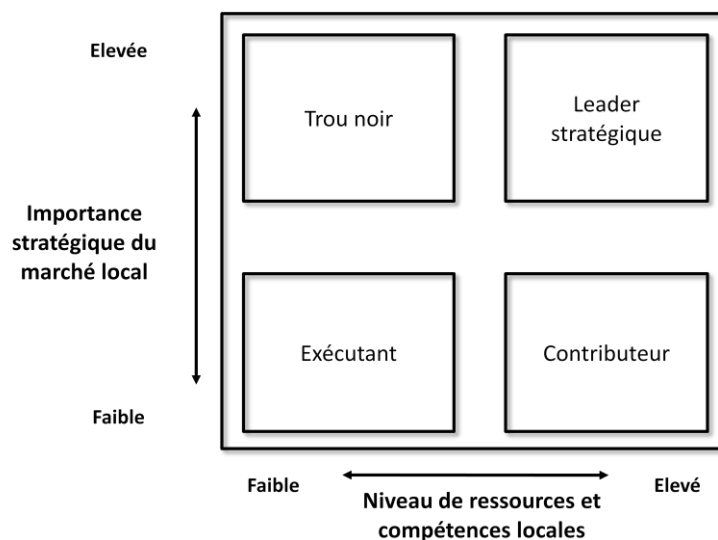 Elevée
Trou noir
Leader
stratégique
Importance
stratégique du
marché local
Exécutant
Contributeur
Faible
Faible
Elevé
Niveau de ressources et
compétences locales